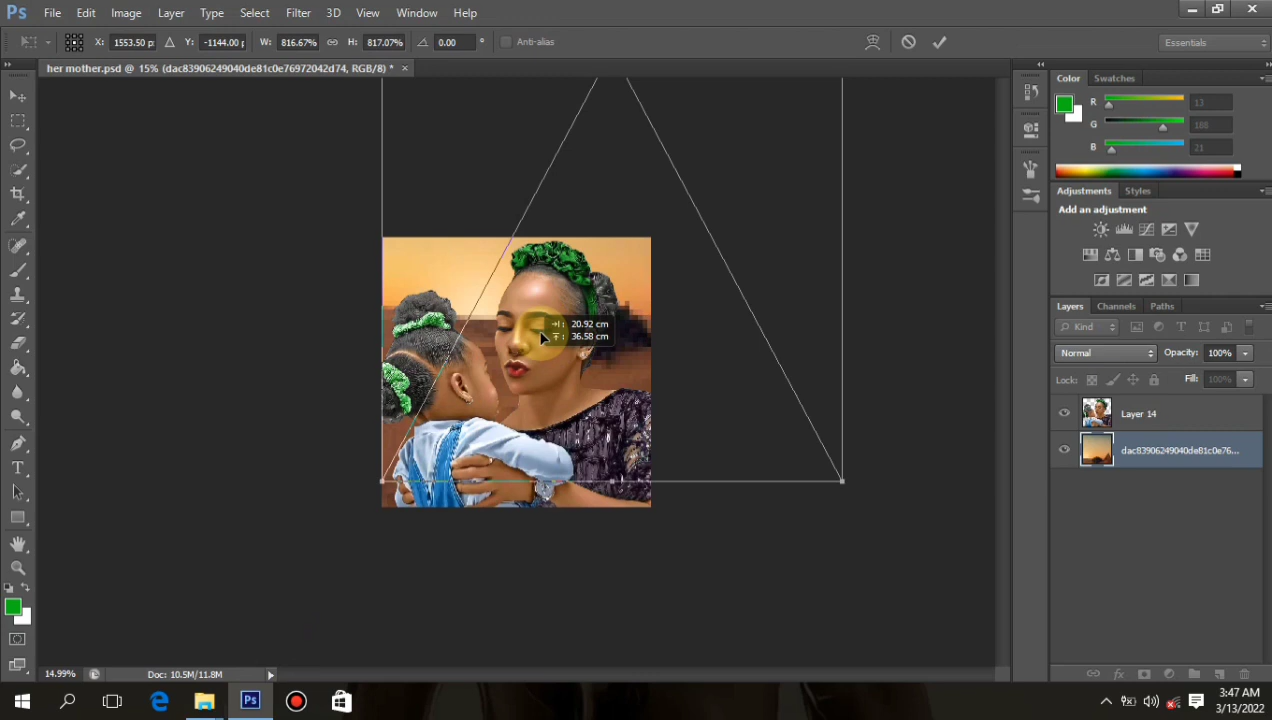 Ps File Edit Image Layer Type Select Filter 3D View Window Help
X: 1553.50 p: Y: -1144.00 p W: 816.67% H: 817.07% 0.00 ° Anti-alias Essentials
her mother.psd @ 15% (dac83906249040de81c0e76972042d74, RGB/8) * ×
Color Swatches
R 13
G 188
B 21
Adjustments Styles
Add an adjustment
Layers Channels Paths
Kind
Normal Opacity: 100%
Lock: Fill: 100%
Layer 14
dac83906249040de81c0e76...
20.92 cm
36.58 cm
14.99% Doc: 10.5M/11.8M
3:47 AM
3/13/2022